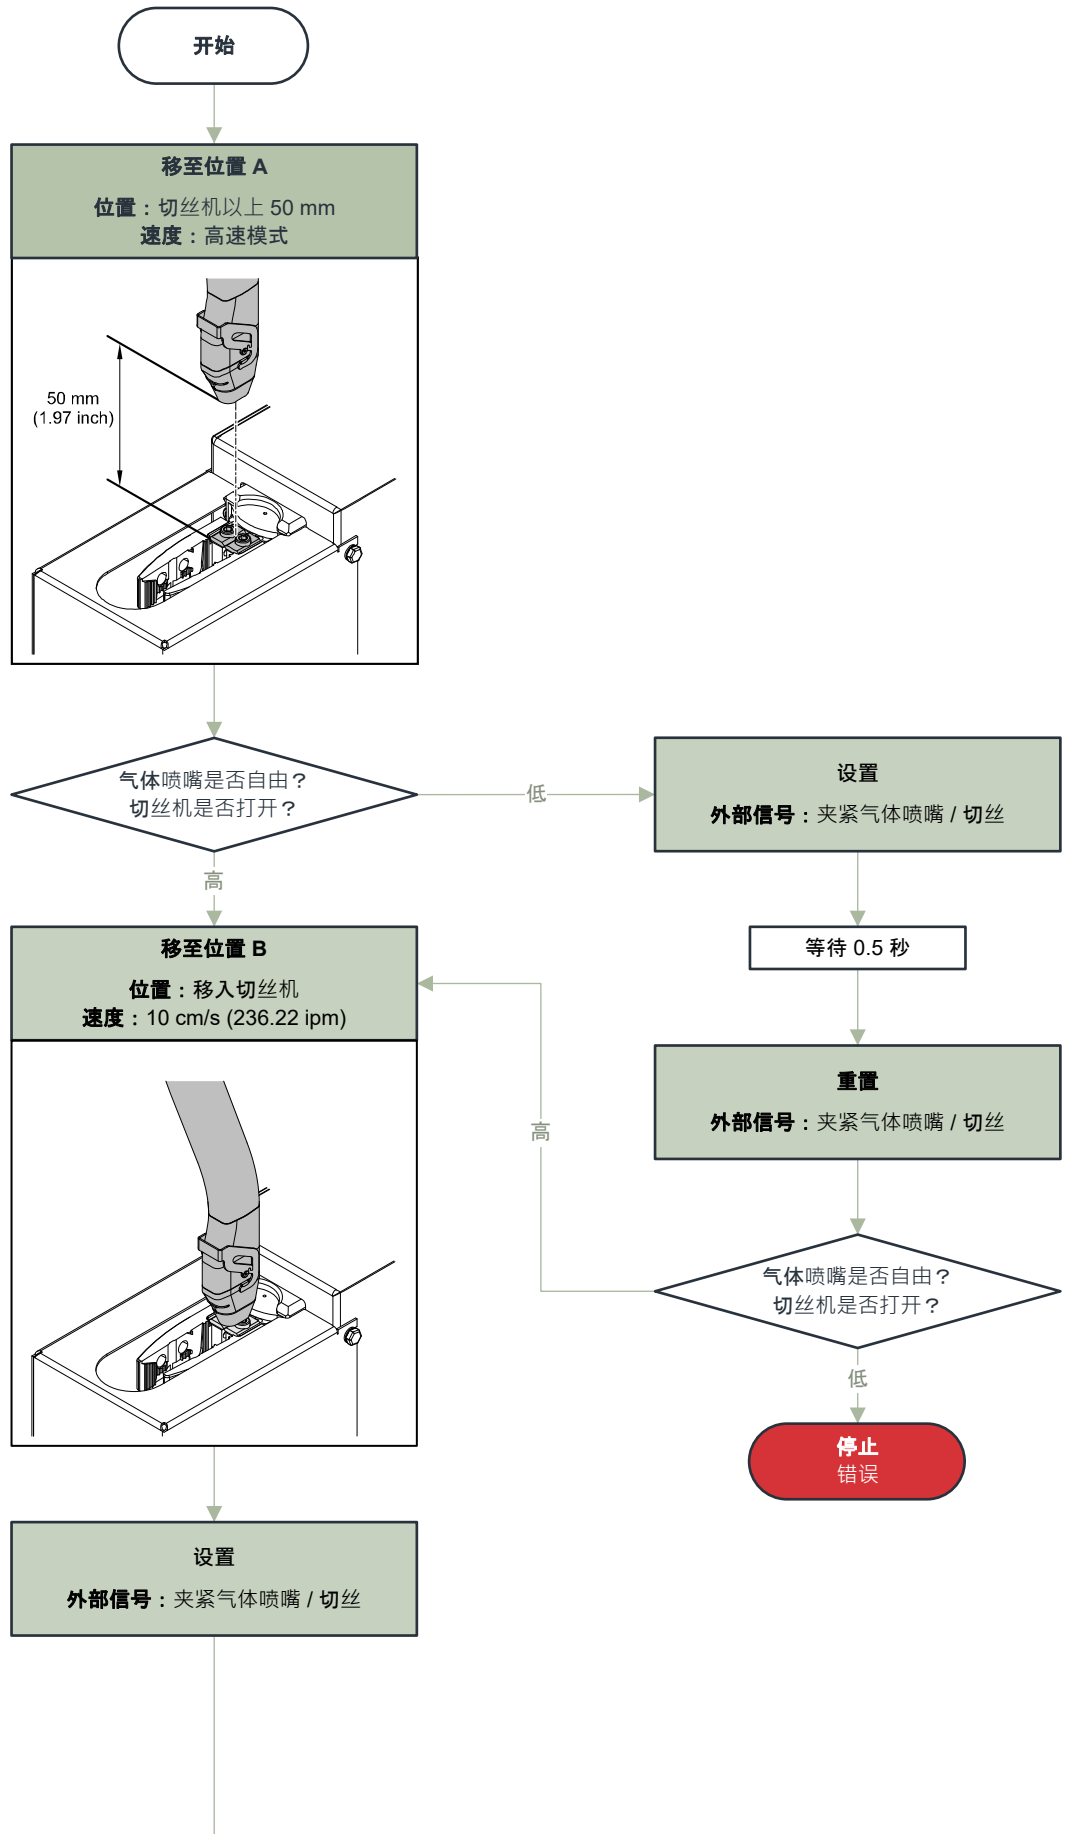 开始
移至位置 A
位置：切丝机以上 50 mm
速度：高速模式
50 mm
(1.97 inch)
气体喷嘴是否自由？
切丝机是否打开？
低
高
设置
外部信号：夹紧气体喷嘴 / 切丝
等待 0.5 秒
重置
外部信号：夹紧气体喷嘴 / 切丝
气体喷嘴是否自由？
切丝机是否打开？
高
低
停止
错误
移至位置 B
位置：移入切丝机
速度：10 cm/s (236.22 ipm)
设置
外部信号：夹紧气体喷嘴 / 切丝